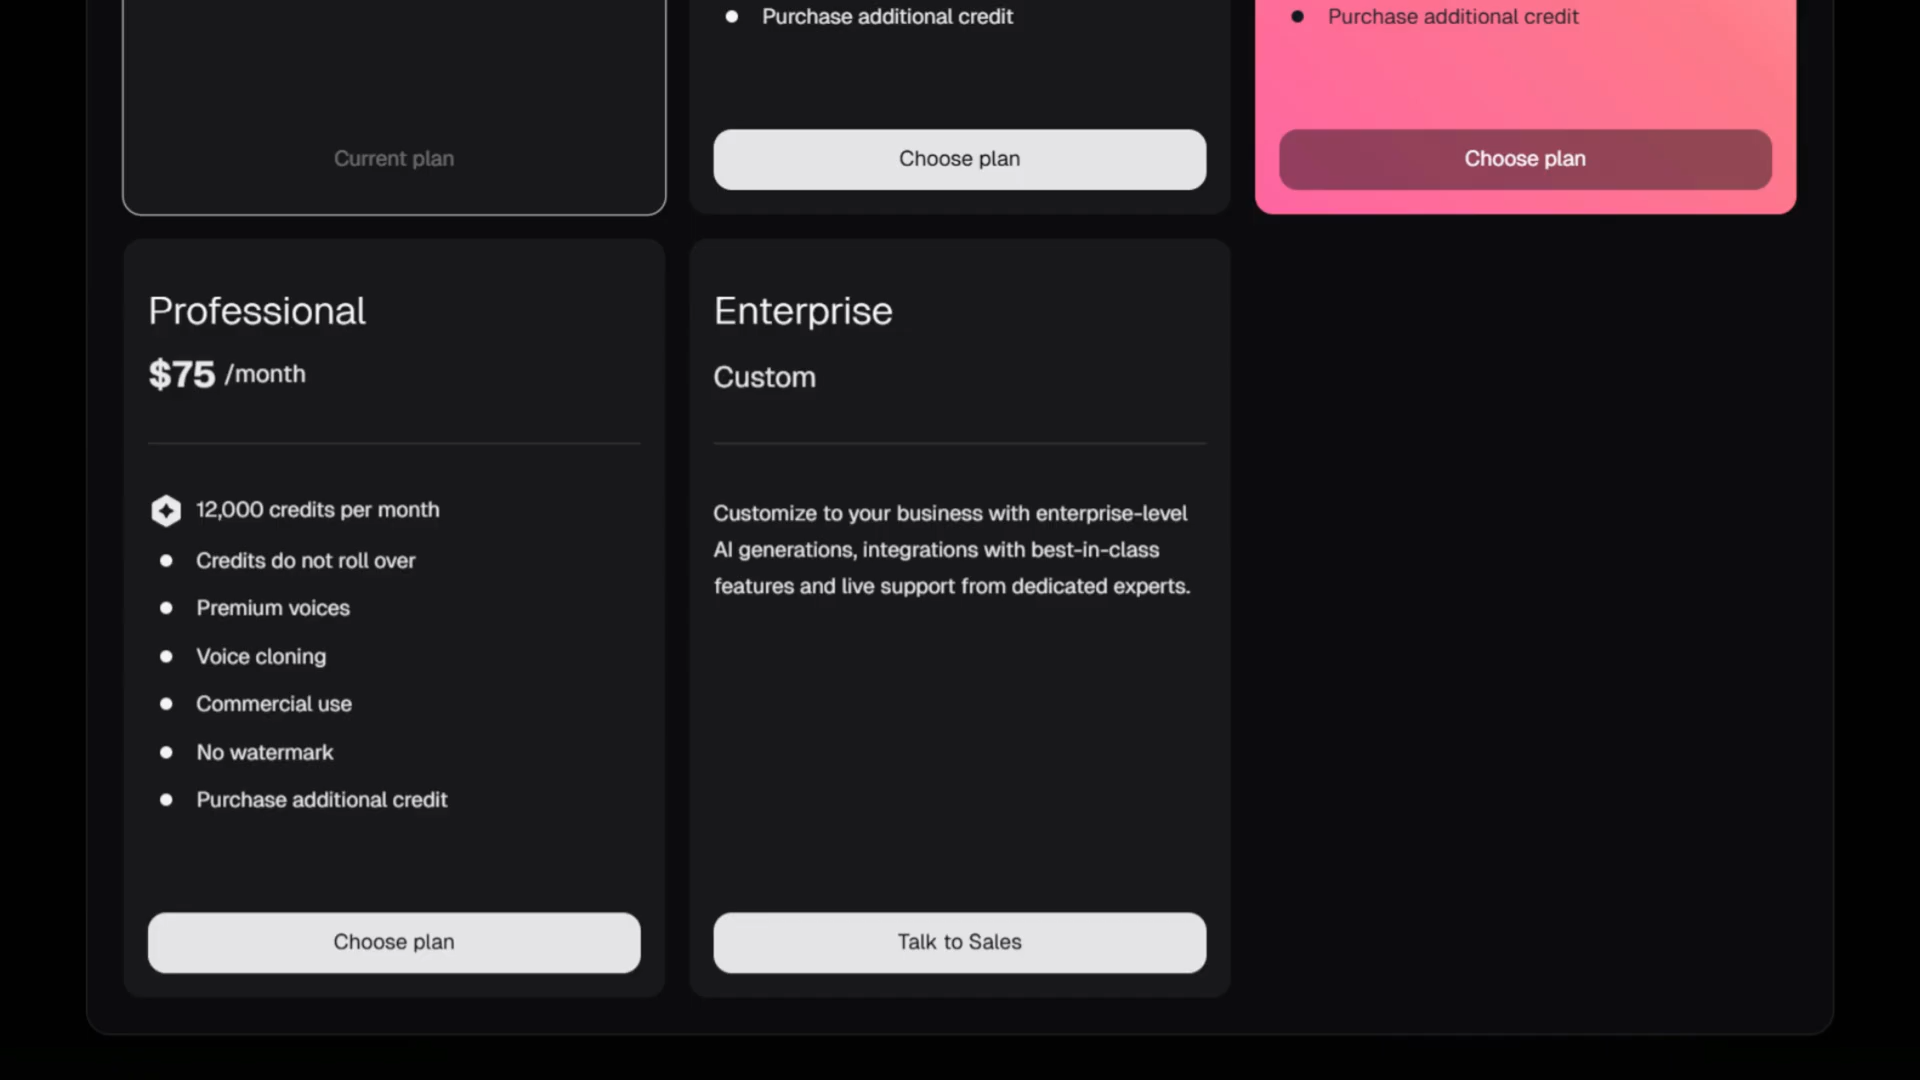 Purchase additional credit
Purchase additional credit
Current plan
Choose plan
Choose plan
Professional
$75 /month
12,000 credits per month
Credits do not roll over
Premium voices
Voice cloning
Commercial use
No watermark
Purchase additional credit
Choose plan
Enterprise
Custom
Customize to your business with enterprise-level
AI generations, integrations with best-in-class
features and live support from dedicated experts.
Talk to Sales